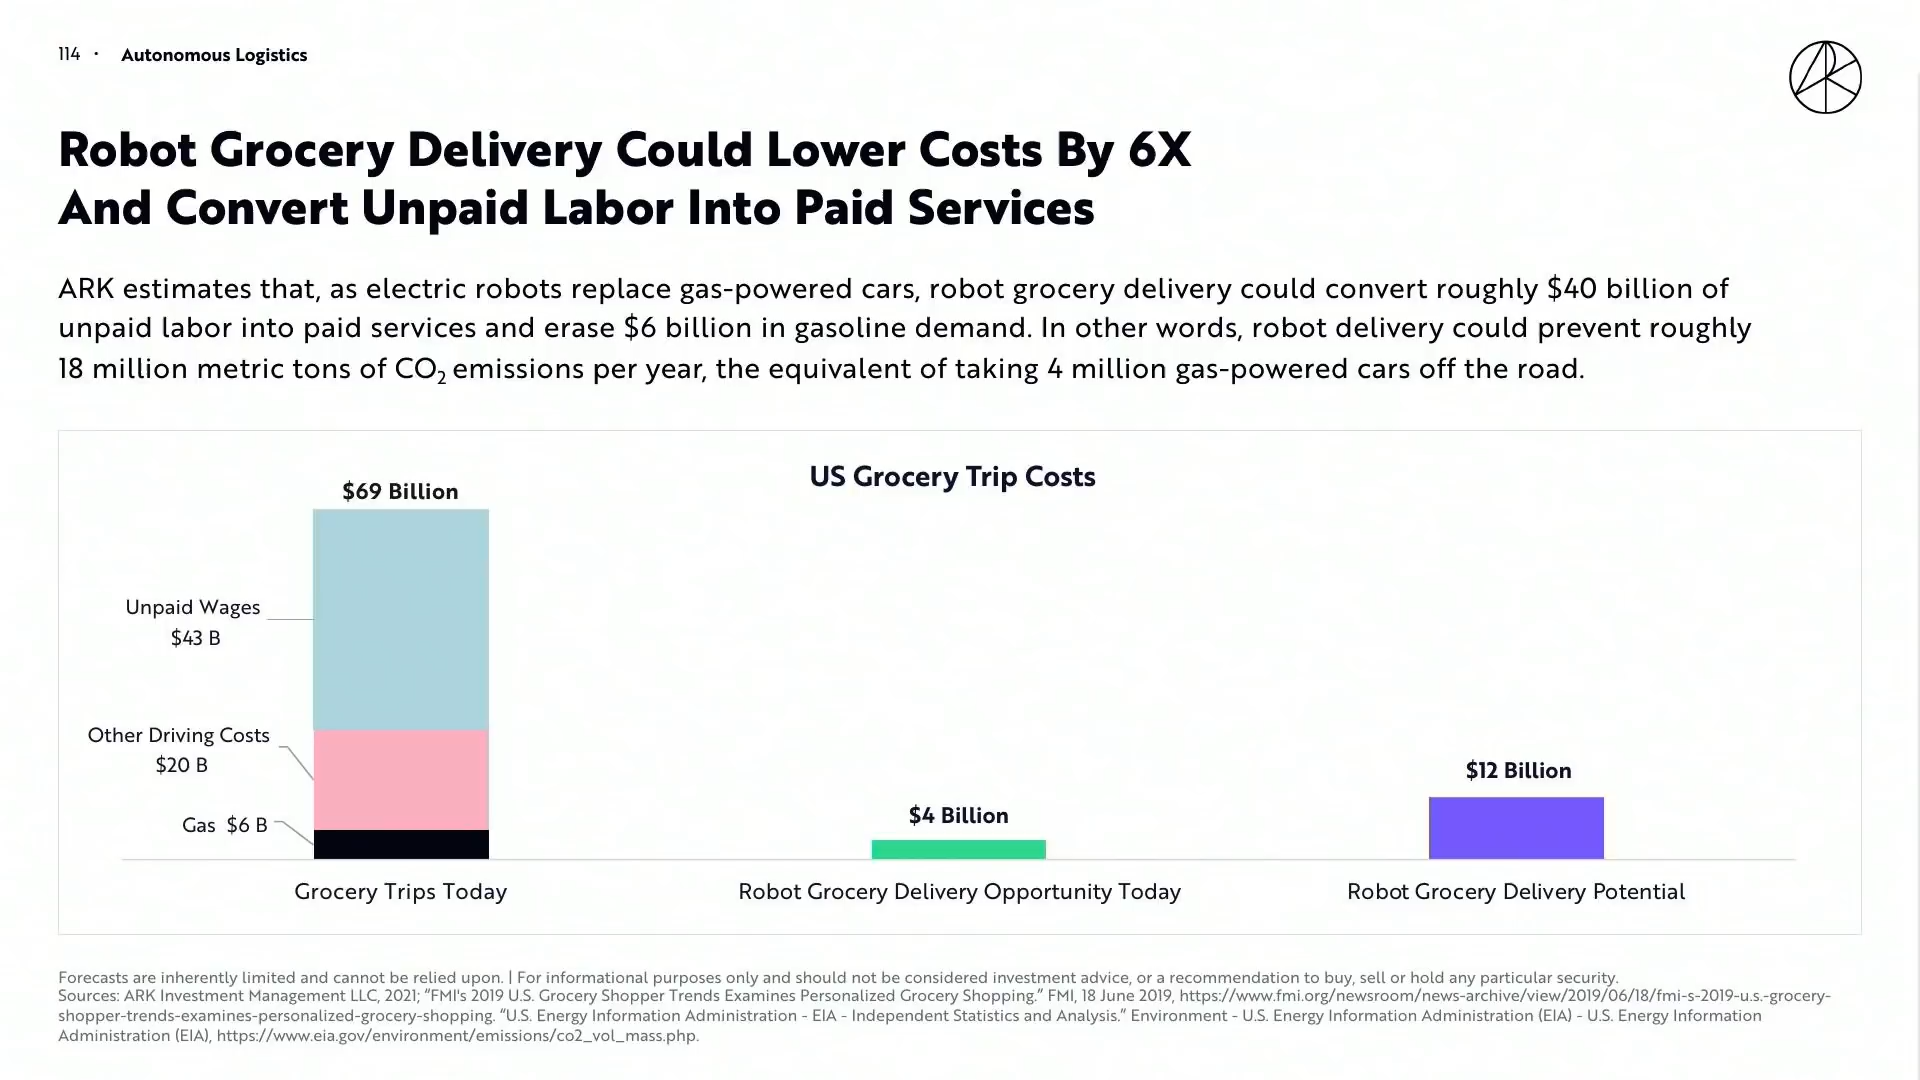 114 · Autonomous Logistics
Robot Grocery Delivery Could Lower Costs By 6X
And Convert Unpaid Labor Into Paid Services
ARK estimates that, as electric robots replace gas-powered cars, robot grocery delivery could convert roughly $40 billion of
unpaid labor into paid services and erase $6 billion in gasoline demand. In other words, robot delivery could prevent roughly
18 million metric tons of CO₂ emissions per year, the equivalent of taking 4 million gas-powered cars off the road.
US Grocery Trip Costs
$69 Billion
Unpaid Wages
$43 B
Other Driving Costs
$20 B
Gas $6 B
$4 Billion
$12 Billion
Grocery Trips Today
Robot Grocery Delivery Opportunity Today
Robot Grocery Delivery Potential
Forecasts are inherently limited and cannot be relied upon. | For informational purposes only and should not be considered investment advice, or a recommendation to buy, sell or hold any particular security.
Sources: ARK Investment Management LLC, 2021; “FMI's 2019 U.S. Grocery Shopper Trends Examines Personalized Grocery Shopping.” FMI, 18 June 2019, https://www.fmi.org/newsroom/news-archive/view/2019/06/18/fmi-s-2019-u.s.-grocery-
shopper-trends-examines-personalized-grocery-shopping. “U.S. Energy Information Administration - EIA - Independent Statistics and Analysis.” Environment - U.S. Energy Information Administration (EIA) - U.S. Energy Information
Administration (EIA), https://www.eia.gov/environment/emissions/co2_vol_mass.php.